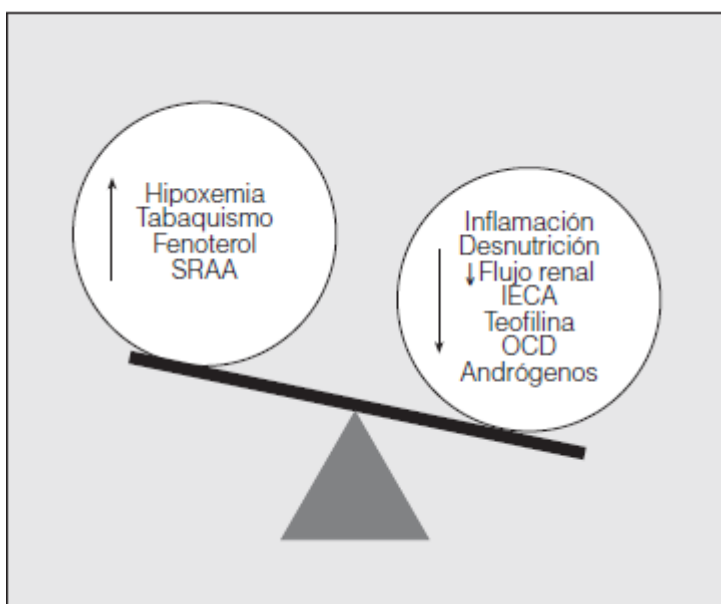 Hipoxemia
Tabaquismo
Fenoterol
SRAA
Inflamación
Desnutrición
↓Flujo renal
IECA
Teofilina
OCD
Andrógenos